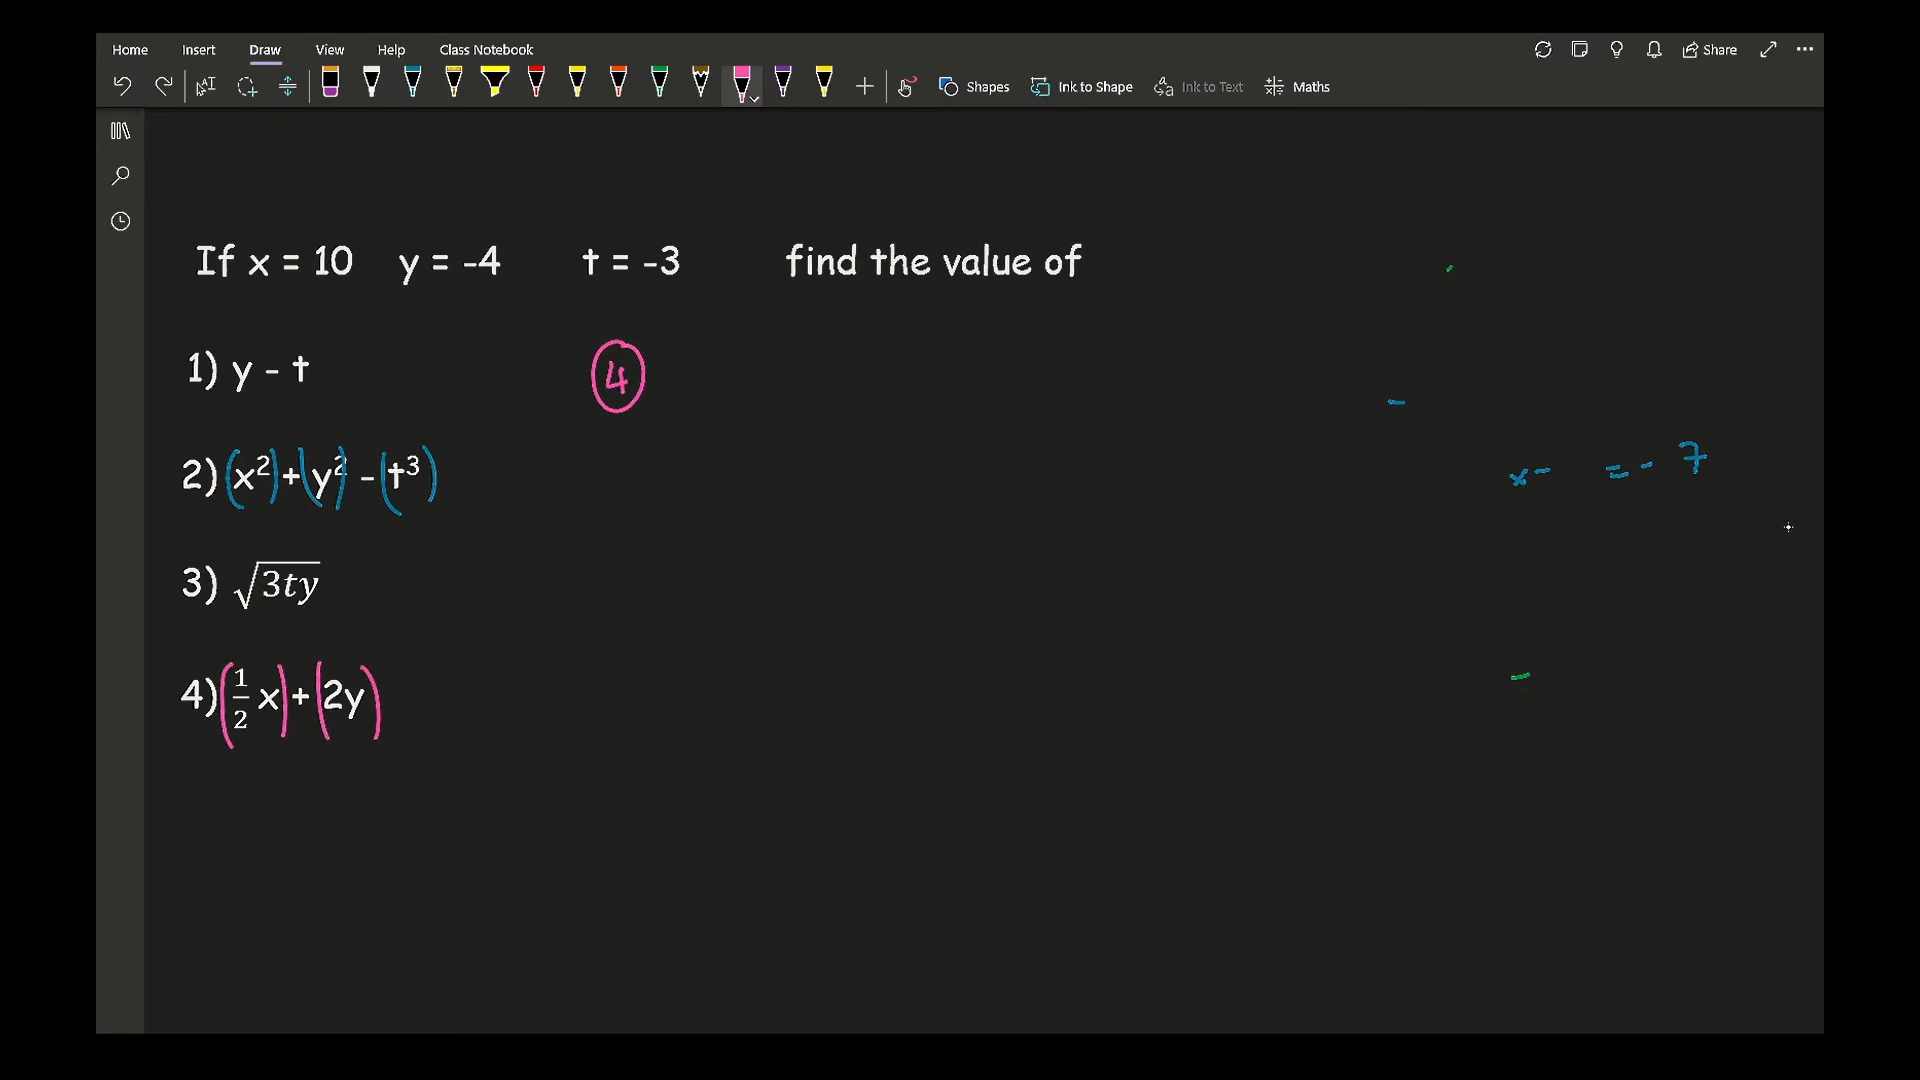 Home Insert Draw View Help Class Notebook Share
Shapes Ink to Shape Ink to Text Maths
If x = 10 y = -4 t = -3 find the value of
1) y - t ④
2) (x²) + (y²) - (t³)
x - = - 7
3) √3ty
4) (½ x) + (2y)